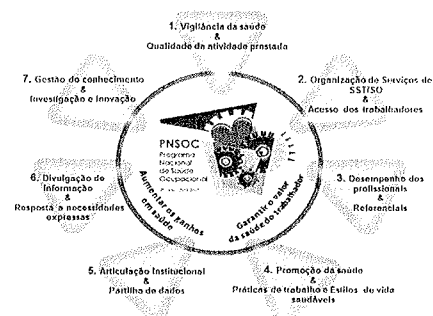 1. Vigilância da saúde
&
Qualidade da atividade prestada
7. Gestão do conhecimento
&
Investigação e Inovação
2. Organização de Serviços de
SST/SO
&
Acesso dos trabalhadores
PNSOC
Programa
Nacional
de Saúde
Ocupacional
6. Divulgação de
Informação
&
Resposta a necessidades
expressas
3. Desempenho dos
profissionais
&
Referenciais
Aumentar os ganhos
em saúde
Garantir o valor
da saúde do trabalhador
5. Articulação Institucional
&
Partilha de dados
4. Promoção da saúde
&
Práticas de trabalho e Estilos de vida
saudáveis